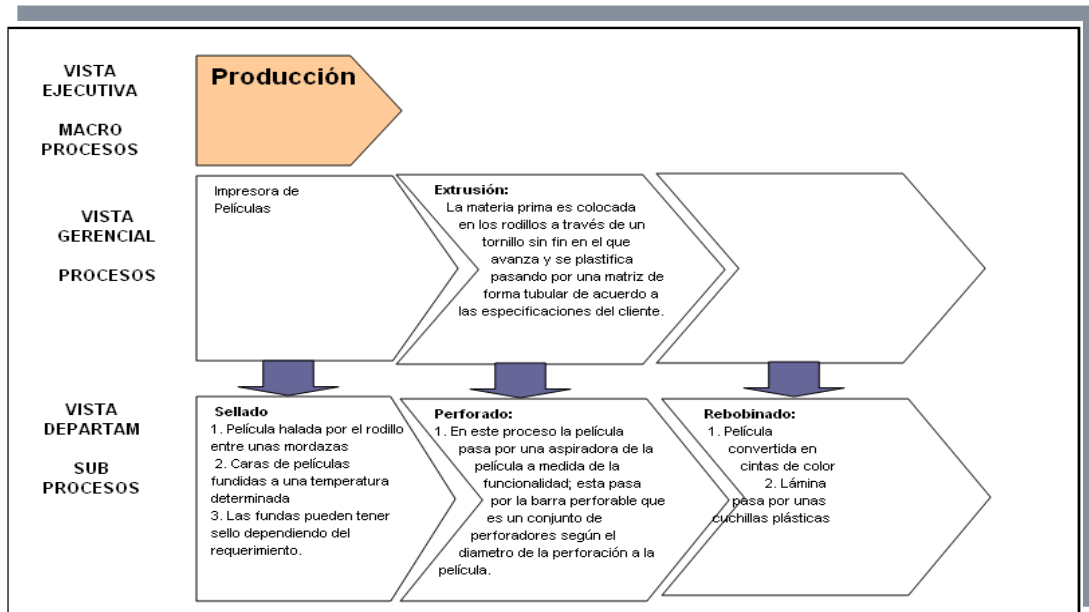 VISTA
EJECUTIVA
MACRO
PROCESOS
Producción
VISTA
GERENCIAL
PROCESOS
Impresora de
Películas
Extrusión:
La materia prima es colocada
en los rodillos a través de un
tornillo sin fin en el que
avanza y se plastifica
pasando por una matriz de
forma tubular de acuerdo a
las especificaciones del cliente.
VISTA
DEPARTAM
SUB
PROCESOS
Sellado
1. Película halada por el rodillo
entre unas mordazas
2. Caras de películas
fundidas a una temperatura
determinada
3. Las fundas pueden tener
sello dependiendo del
requerimiento.
Perforado:
1. En este proceso la película
pasa por una aspiradora de la
película a medida de la
funcionalidad; esta pasa
por la barra perforable que
es un conjunto de
perforadores según el
diametro de la perforación a la
película.
Rebobinado:
1. Película
convertida en
cintas de color
2. Lámina
pasa por unas
cuchillas plásticas